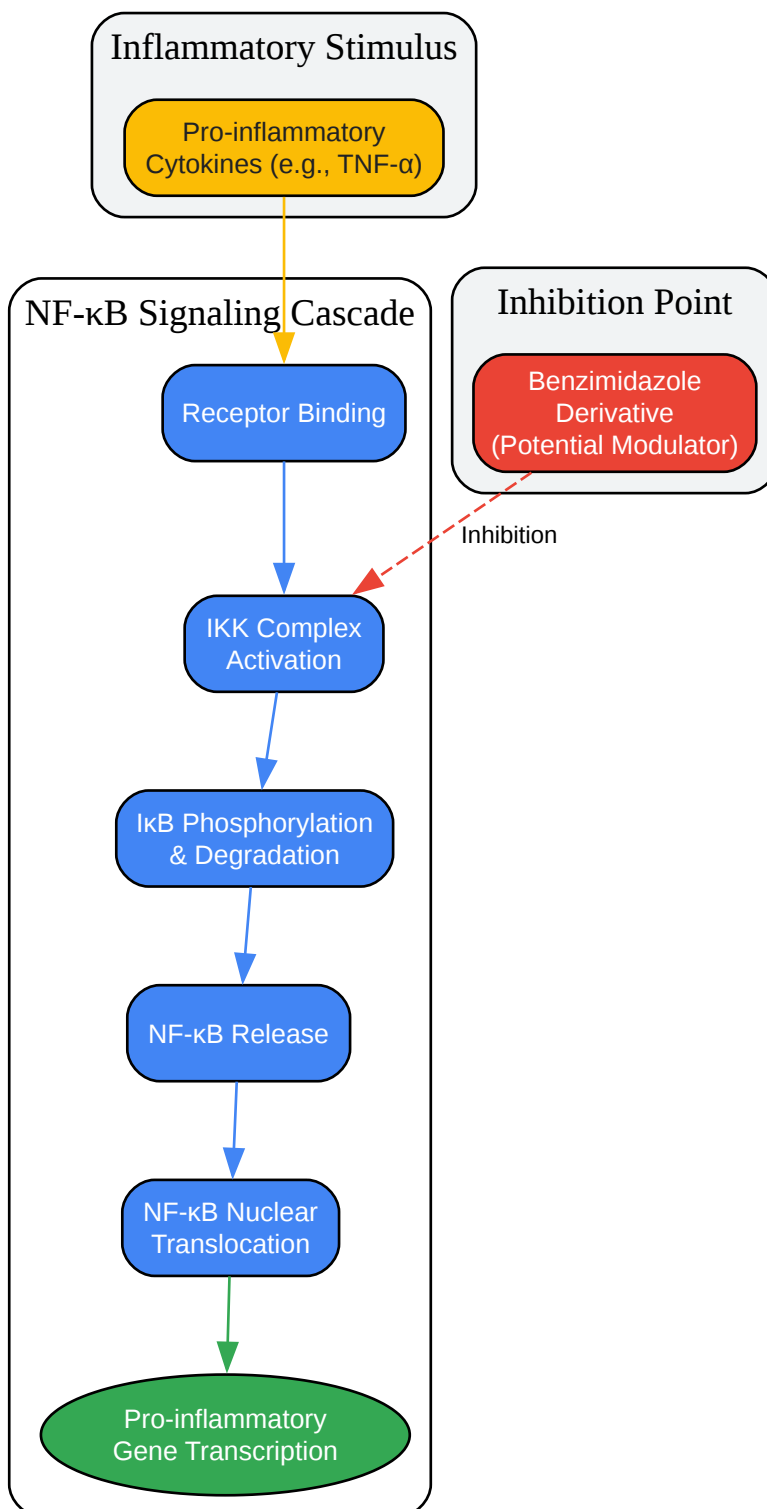 Inflammatory Stimulus
Pro-inflammatory
Cytokines (e.g., TNF-α)
NF-κB Signaling Cascade
Inhibition Point
Receptor Binding
Benzimidazole
Derivative
(Potential Modulator)
Inhibition
IKK Complex
Activation
IκB Phosphorylation
& Degradation
NF-κB Release
NF-κB Nuclear
Translocation
Pro-inflammatory
Gene Transcription